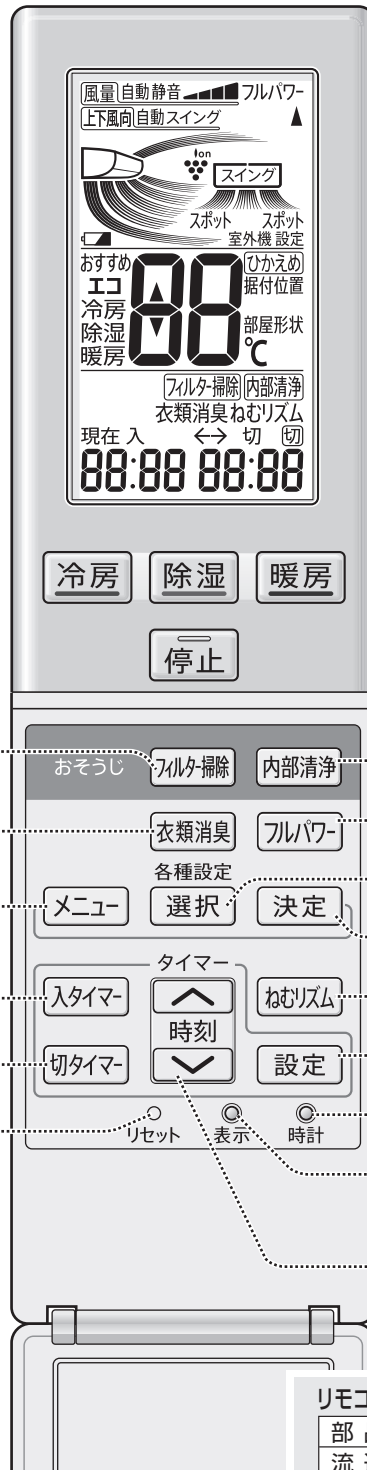 風量 自動 静音 フルパワー
上下風向 自動 スイング
ion
スイング
スポット スポット
室外機 設定
おすすめ ひかえめ
エコ 据付位置
冷房
除湿 88 部屋形状
暖房 ℃
フィルター掃除 内部清浄
衣類消臭 ねむリズム
現在 入 ←→ 切 切
88:88 88:88
冷房 除湿 暖房
停止
おそうじ フィルター掃除 内部清浄
衣類消臭 フルパワー
各種設定
メニュー 選択 決定
タイマー
入タイマー ねむリズム
時刻
切タイマー 設定
リセット 表示 時計
リモコ
部
流